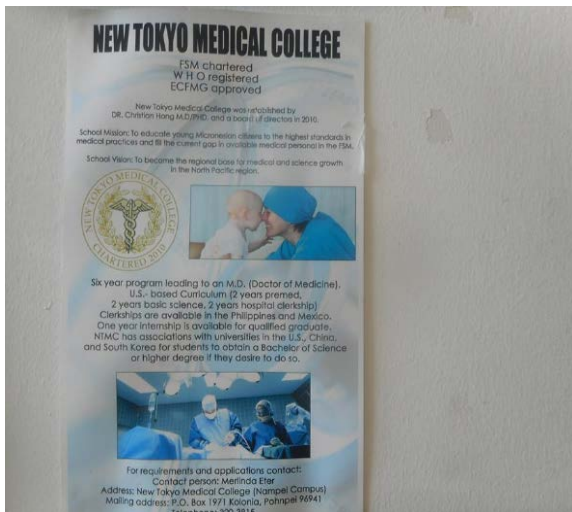 NEW TOKYO MEDICAL COLLEGE
FSM chartered
W H O registered
ECFMG approved
New Tokyo Medical College was established by
DR. Christian Hong M.D/PHD. and a board of directors in 2010.
School Mission: To educate young Micronesian citizens to the highest standards in
medical practices and fill the current gap in available medical personal in the FSM.
School Vision: To become the regional base for medical and science growth
in the North Pacific region.
NEW TOKYO MEDICAL COLLEGE
CHARTERED 2010
Six year program leading to an M.D. (Doctor of Medicine).
U.S.- based Curriculum (2 years premed,
2 years basic science, 2 years hospital clerkship)
Clerkships are available in the Philippines and Mexico.
One year internship is available for qualified graduate.
NTMC has associations with universities in the U.S., China,
and South Korea for students to obtain a Bachelor of Science
or higher degree if they desire to do so.
For requirements and applications contact:
Contact person: Merlinda Eter
Address: New Tokyo Medical College (Nampei Campus)
Mailing address: P.O. Box 1971 Kolonia, Pohnpei 96941